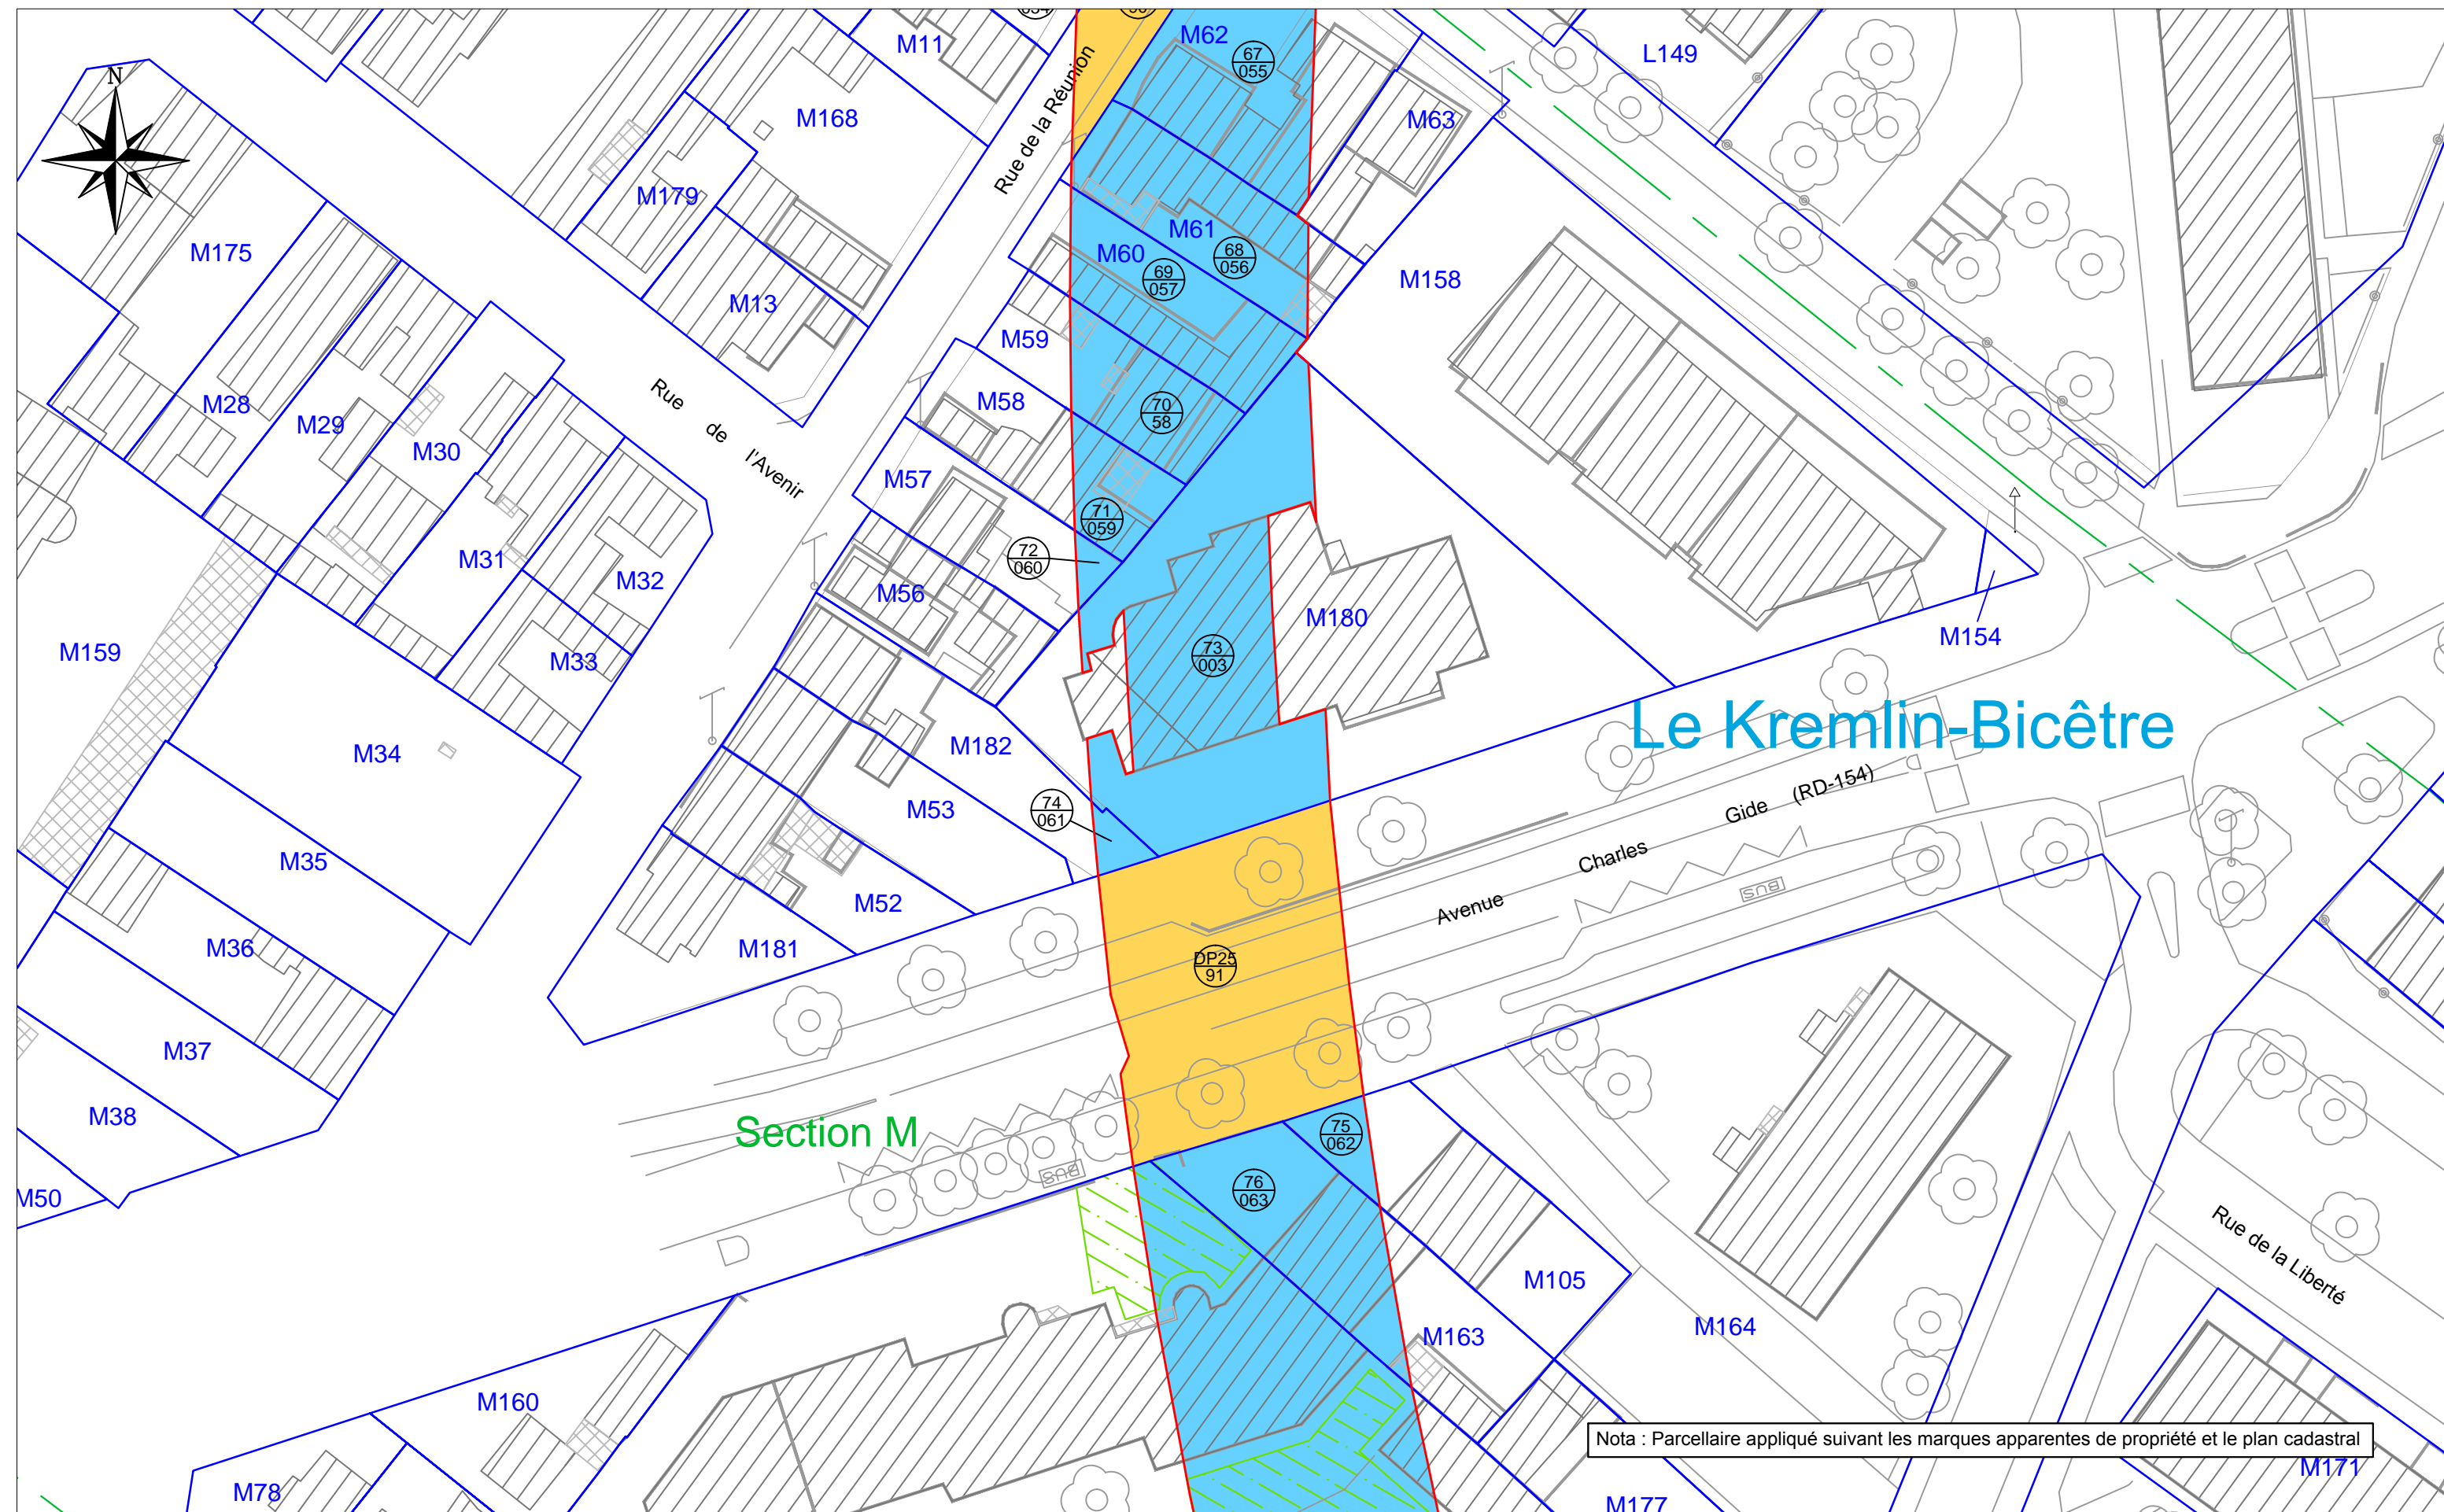 M11
M62
67
055
L149
N
M168
Rue de la Réunion
M63
M179
M61
68
056
M60
69
057
M175
M13
M158
M59
Rue
de
l'Avenir
M58
70
58
M28
M29
M30
M57
71
059
72
060
M31
M32
M56
M180
M154
M159
M33
73
003
Le Kremlin-Bicêtre
M34
M182
74
061
M53
Avenue
Charles
Gide
(RD-154)
BUS
M35
M52
M36
M181
DP25
91
M37
M38
Section M
75
062
BUS
M50
76
063
Rue de la Liberté
M105
M163
M164
M160
Nota : Parcellaire appliqué suivant les marques apparentes de propriété et le plan cadastral
M171
M78
M177